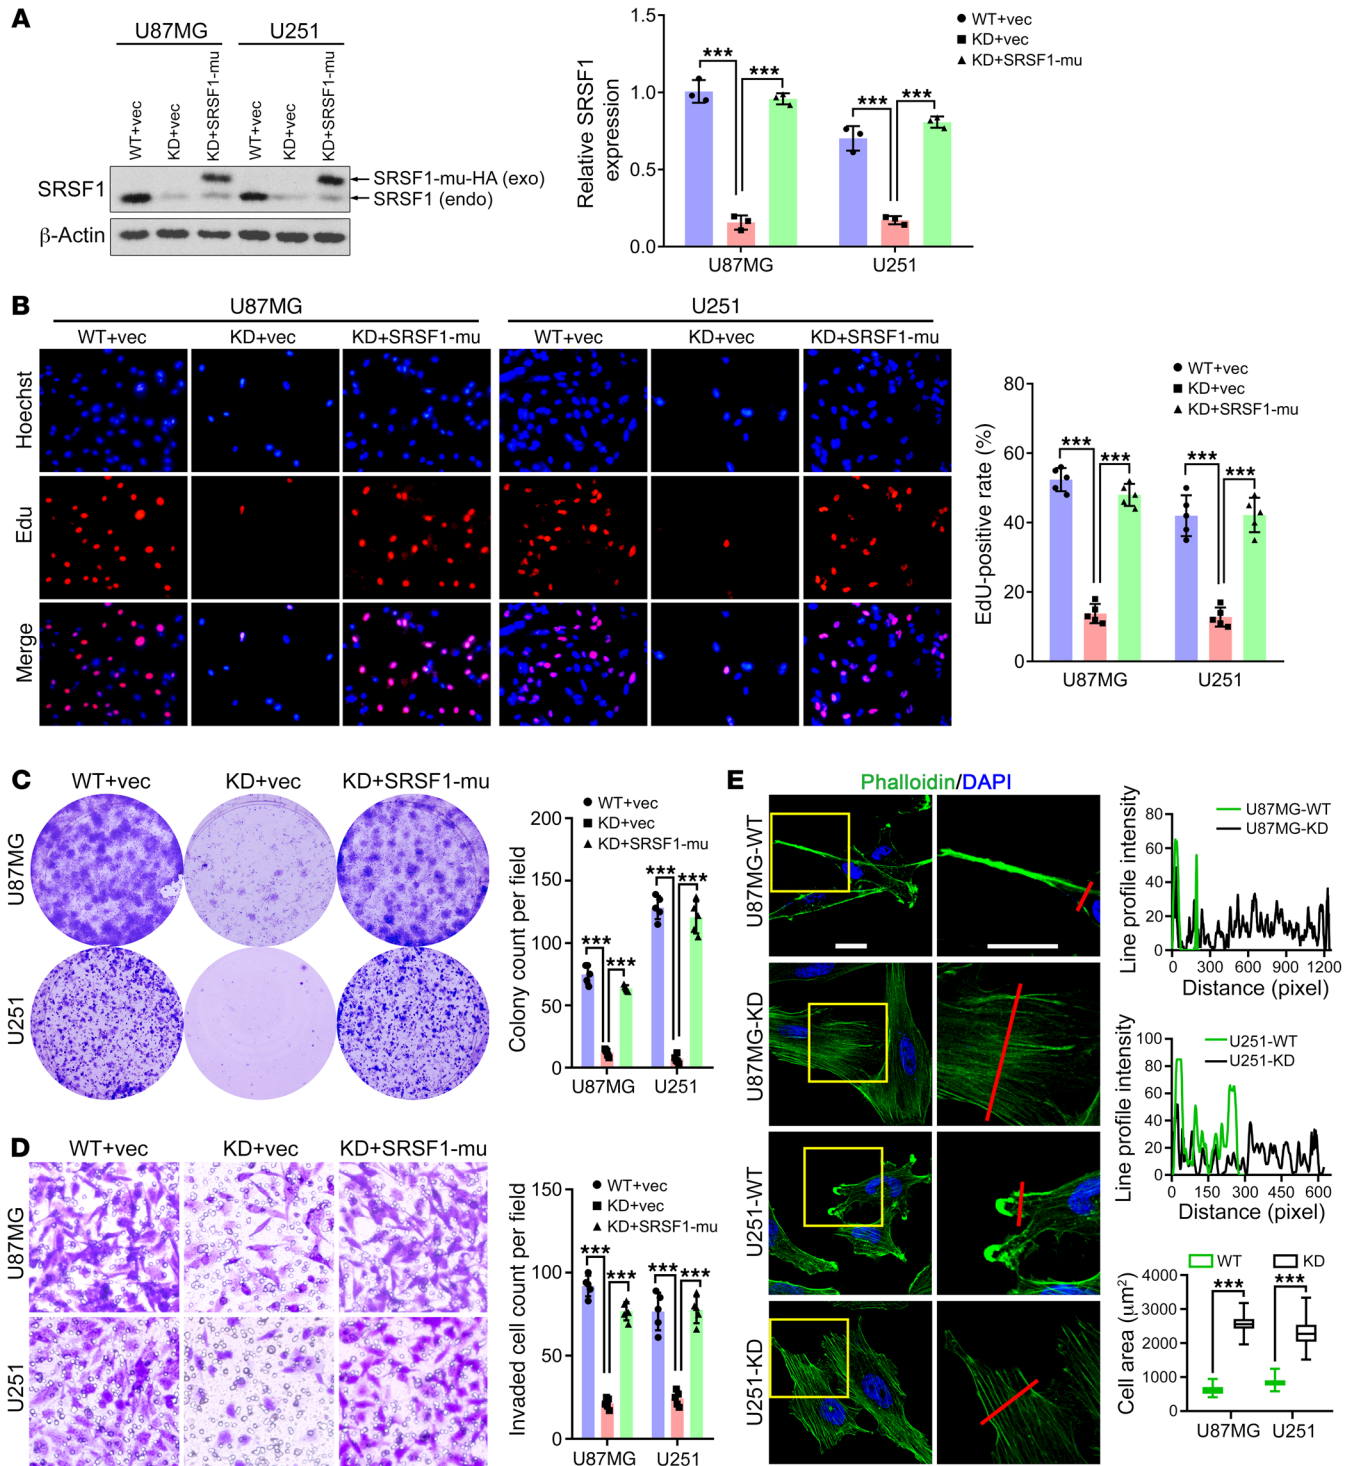 A
U87MG
U251
WT+vec
KD+vec
KD+SRSF1-mu
WT+vec
KD+vec
KD+SRSF1-mu
SRSF1
SRSF1-mu-HA (exo)
SRSF1 (endo)
β-Actin
Relative SRSF1
expression
1.5
1.0
0.5
0.0
WT+vec
KD+vec
KD+SRSF1-mu
***
***
***
***
U87MG
U251
B
U87MG
U251
WT+vec
KD+vec
KD+SRSF1-mu
WT+vec
KD+vec
KD+SRSF1-mu
Hoechst
Edu
Merge
EdU-positive rate (%)
80
60
40
20
0
WT+vec
KD+vec
KD+SRSF1-mu
***
***
***
***
U87MG
U251
C
WT+vec
KD+vec
KD+SRSF1-mu
U87MG
U251
Colony count per field
200
150
100
50
0
WT+vec
KD+vec
KD+SRSF1-mu
***
***
***
***
U87MG
U251
D
WT+vec
KD+vec
KD+SRSF1-mu
U87MG
U251
Invaded cell count per field
150
100
50
0
WT+vec
KD+vec
KD+SRSF1-mu
***
***
***
***
U87MG
U251
E
Phalloidin/DAPI
U87MG-WT
U87MG-KD
U251-WT
U251-KD
Line profile intensity
80
60
40
20
0
U87MG-WT
U87MG-KD
0 300 600 900 1200
Distance (pixel)
Line profile intensity
100
80
60
40
20
0
U251-WT
U251-KD
0 150 300 450 600
Distance (pixel)
WT
KD
Cell area (μm²)
4000
3000
2000
1000
0
***
***
U87MG
U251